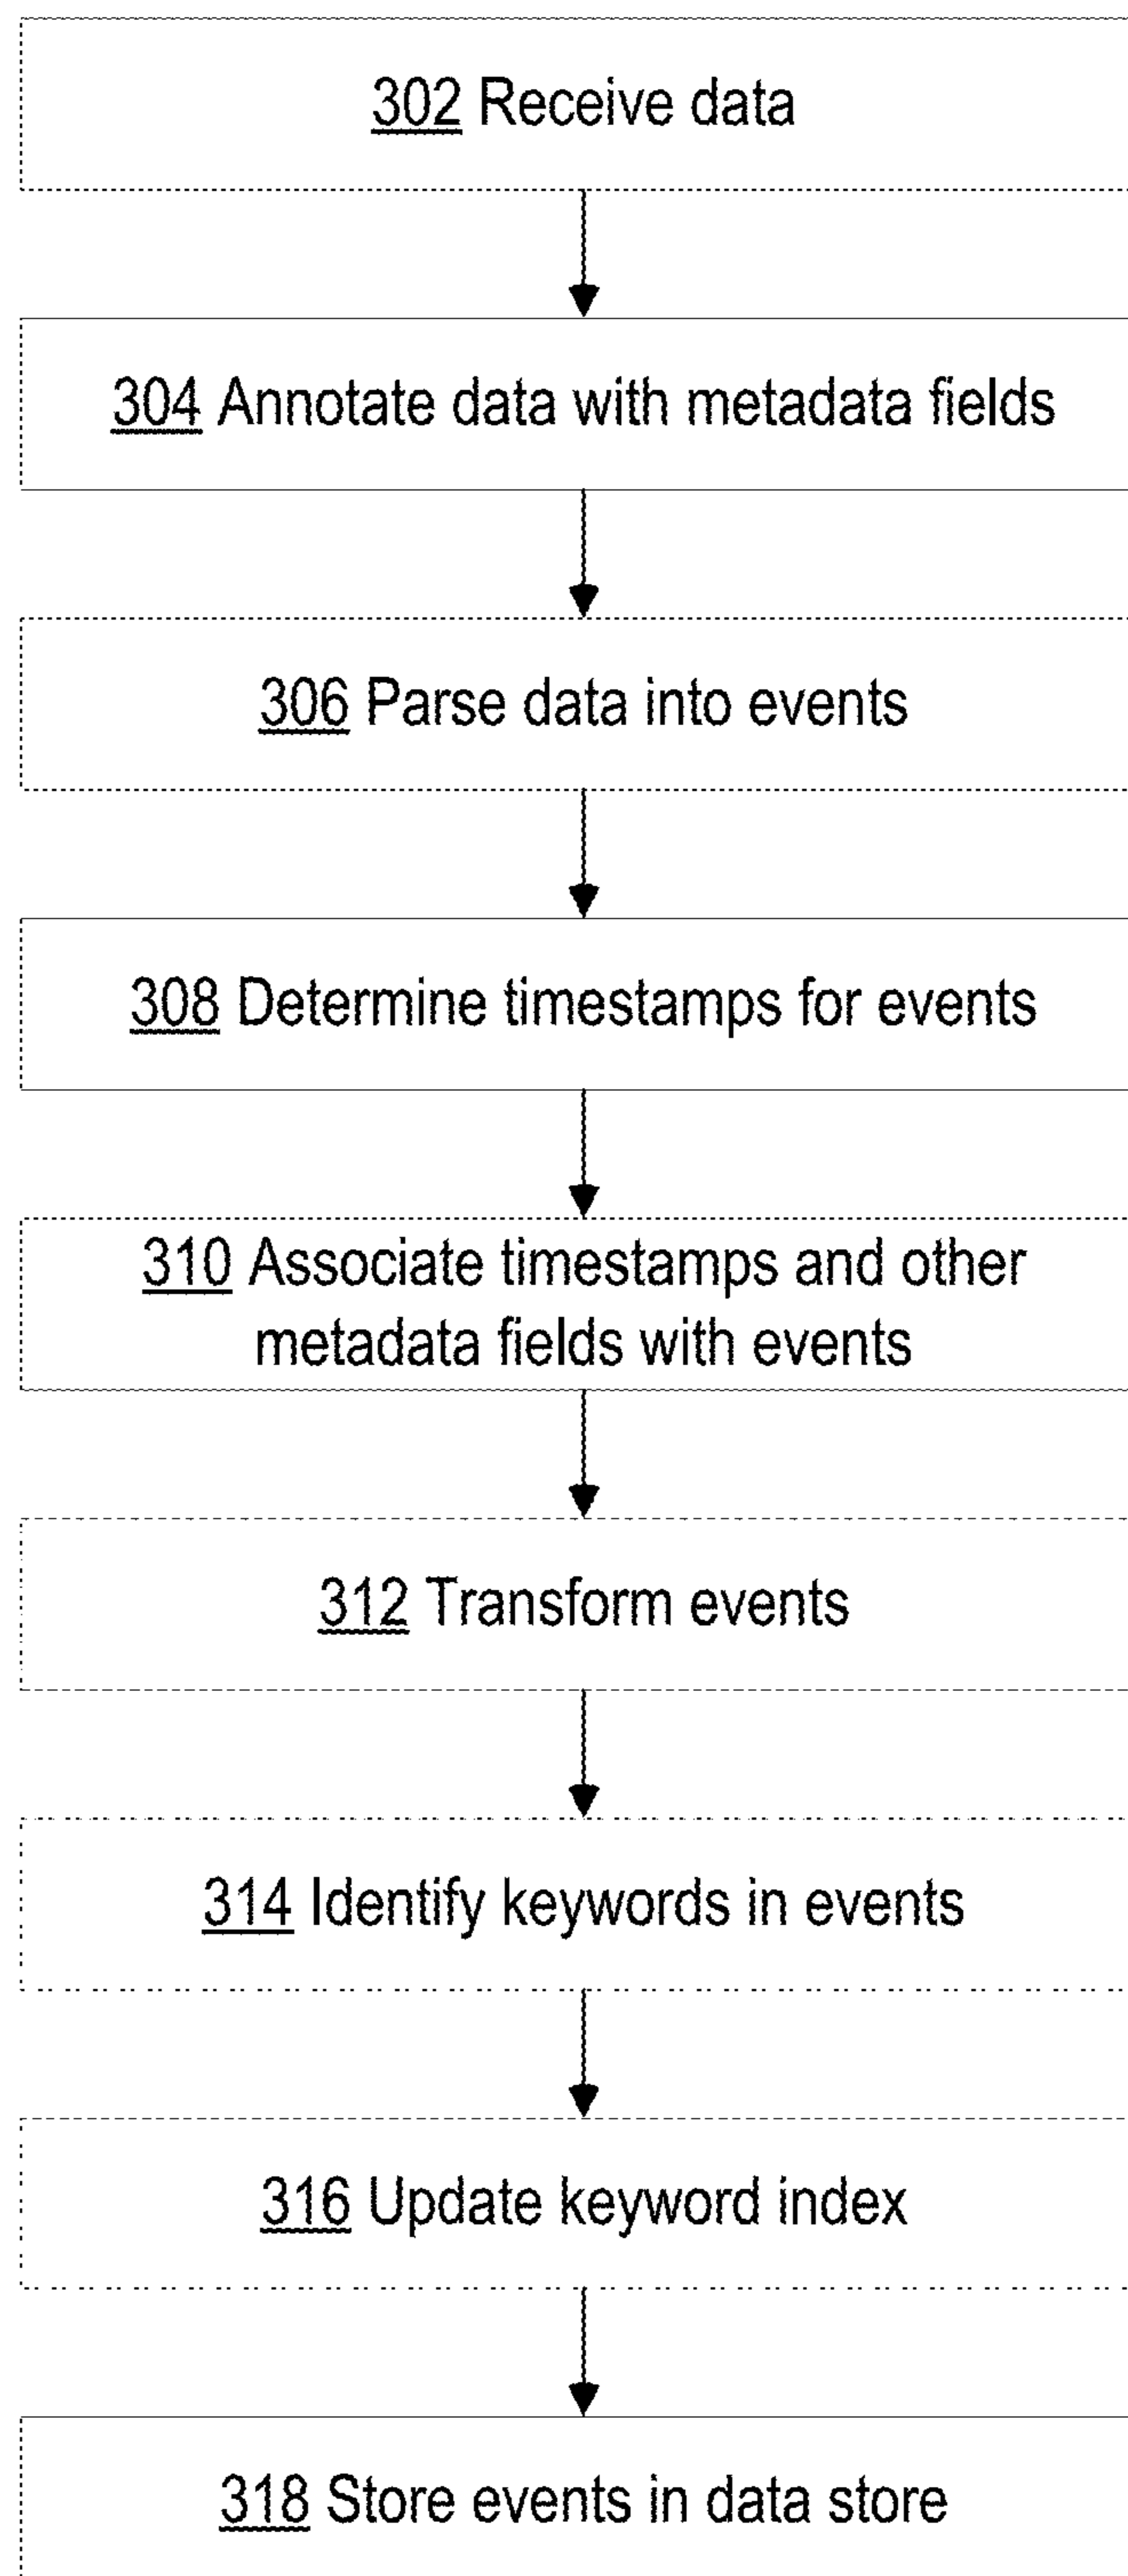 302 Receive data
304 Annotate data with metadata fields
306 Parse data into events
308 Determine timestamps for events
310 Associate timestamps and other
metadata fields with events
312 Transform events
314 Identify keywords in events
316 Update keyword index
318 Store events in data store